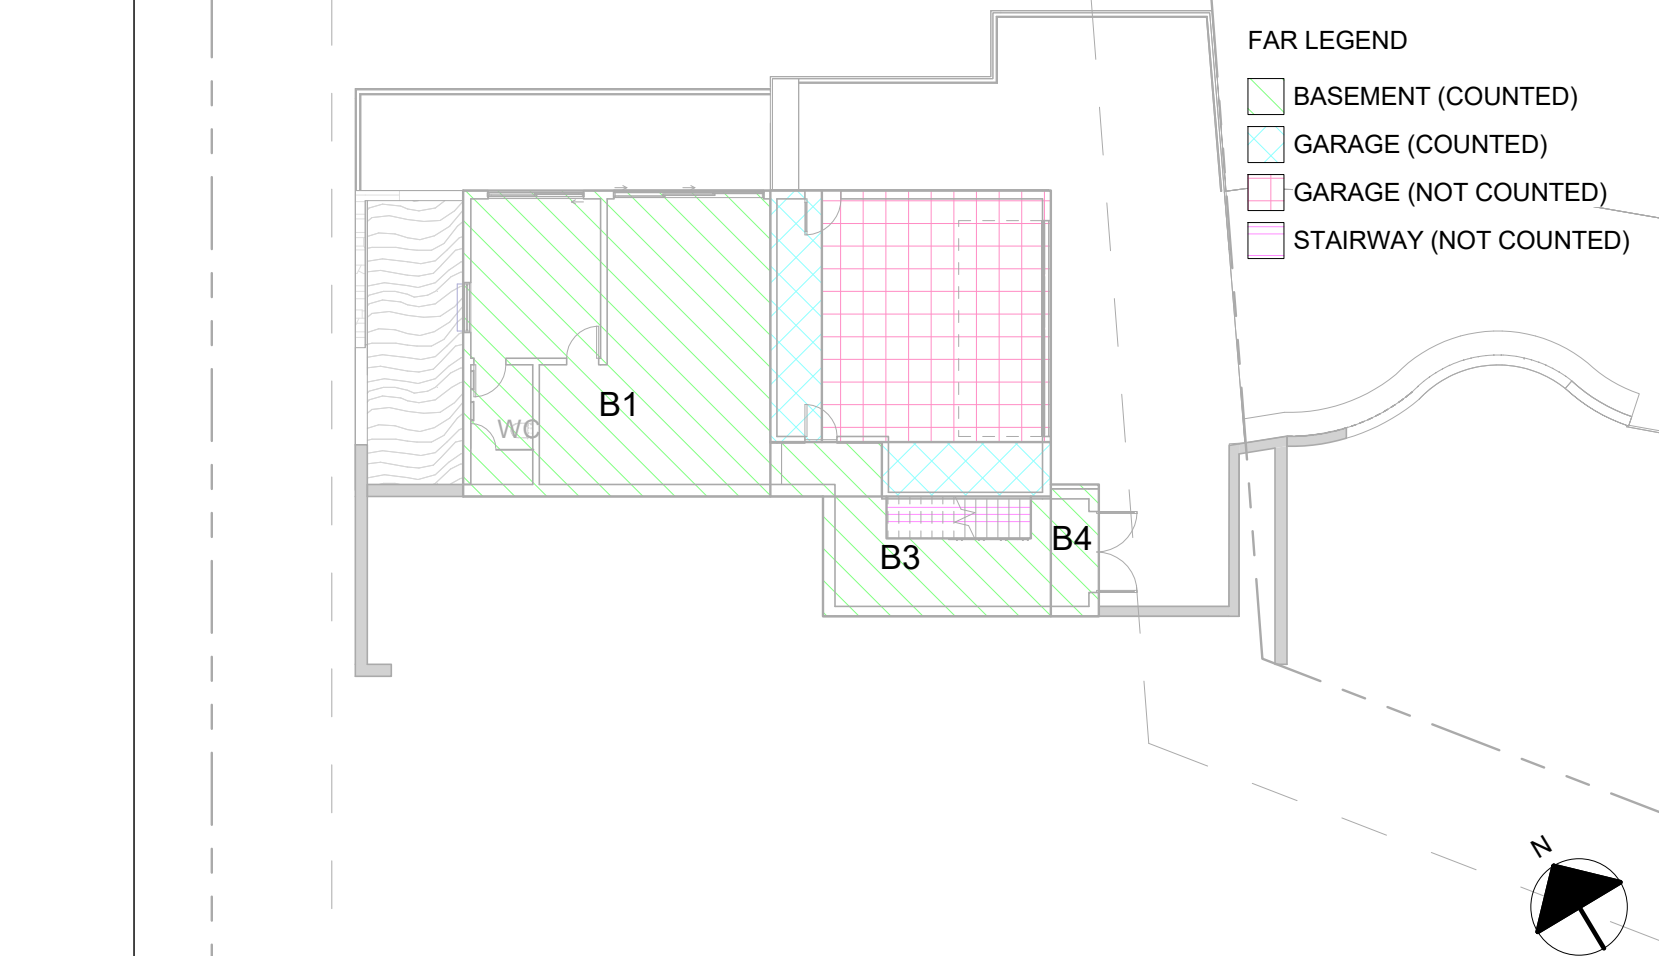 FAR LEGEND
BASEMENT (COUNTED)
GARAGE (COUNTED)
GARAGE (NOT COUNTED)
STAIRWAY (NOT COUNTED)
B1
WC
B4
B3
N